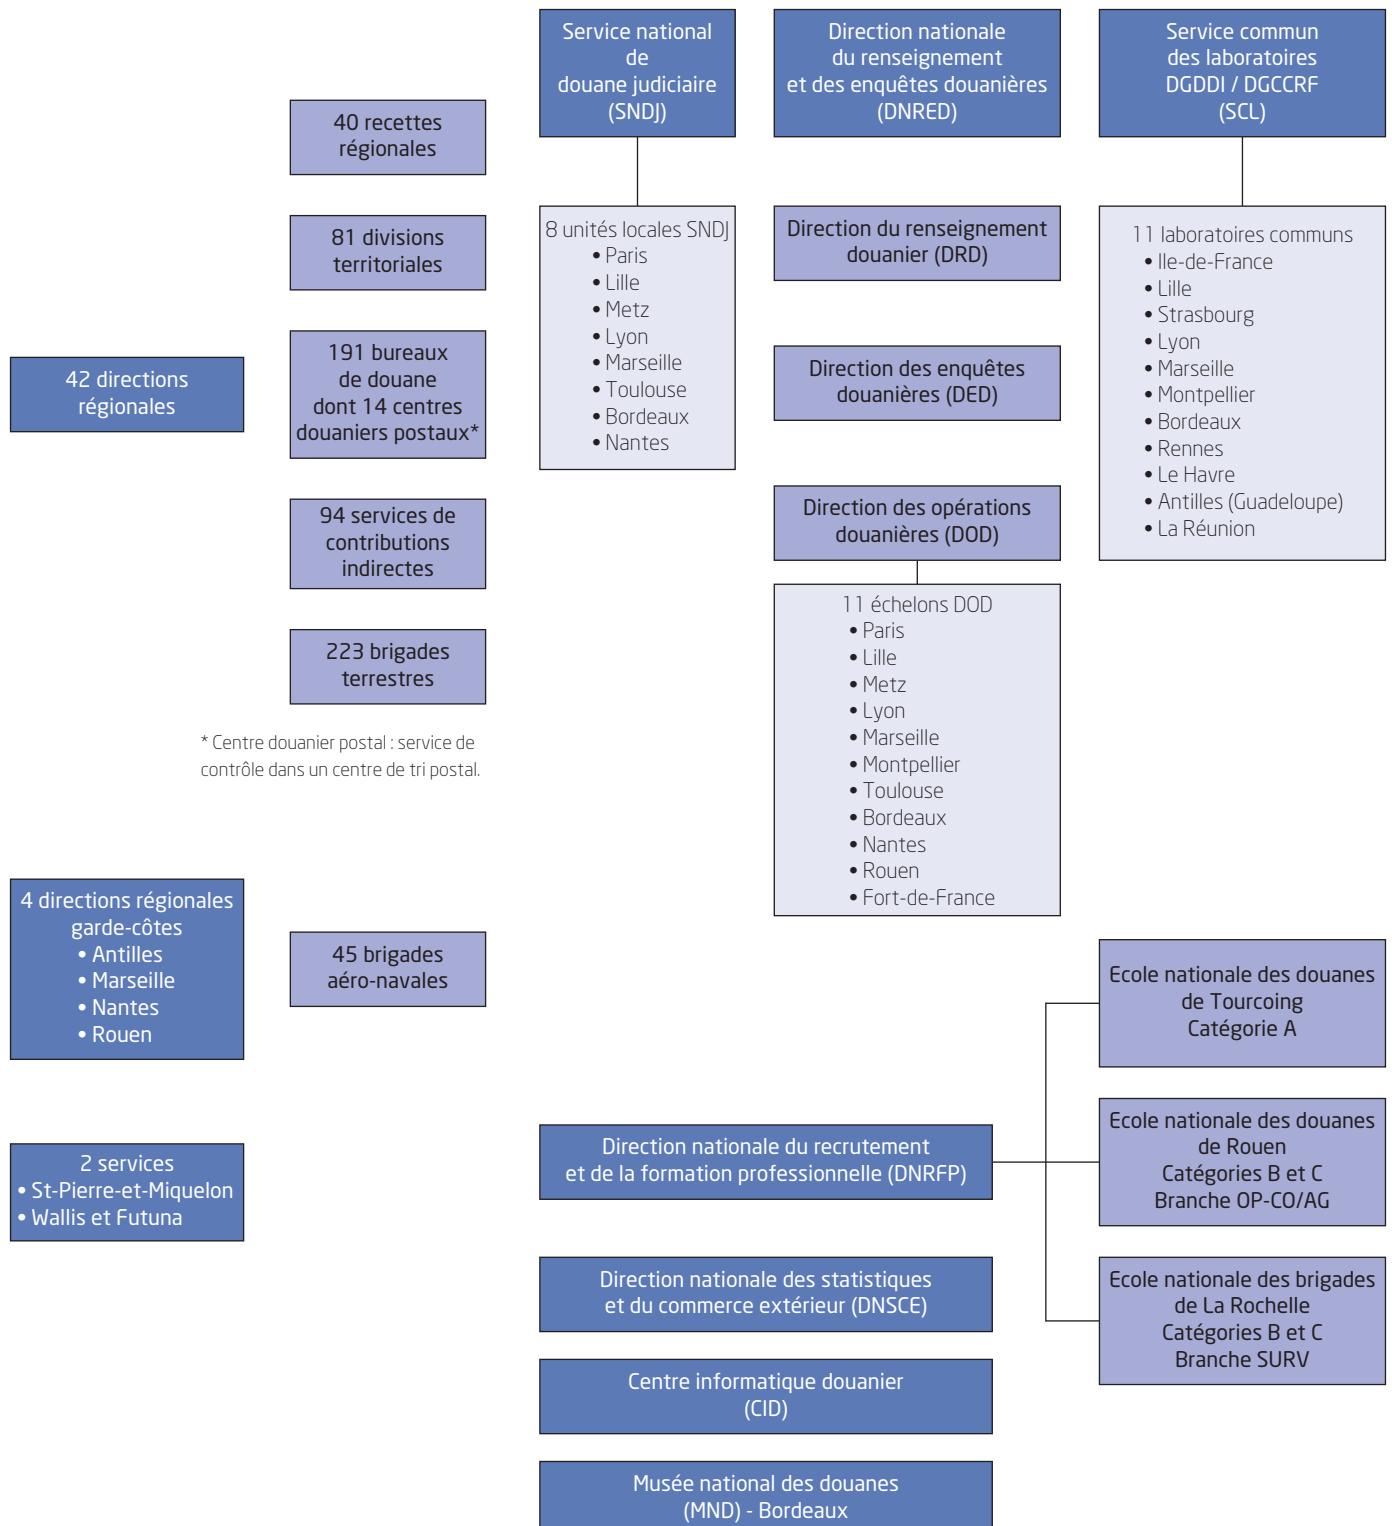 Service national
de
douane judiciaire
(SNDJ)
Direction nationale
du renseignement
et des enquêtes douanières
(DNRED)
Service commun
des laboratoires
DGDDI / DGCCRF
(SCL)
40 recettes
régionales
81 divisions
territoriales
191 bureaux
de douane
dont 14 centres
douaniers postaux*
42 directions
régionales
94 services de
contributions
indirectes
223 brigades
terrestres
* Centre douanier postal : service de
contrôle dans un centre de tri postal.
8 unités locales SNDJ
• Paris
• Lille
• Metz
• Lyon
• Marseille
• Toulouse
• Bordeaux
• Nantes
Direction du renseignement
douanier (DRD)
Direction des enquêtes
douanières (DED)
Direction des opérations
douanières (DOD)
11 échelons DOD
• Paris
• Lille
• Metz
• Lyon
• Marseille
• Montpellier
• Toulouse
• Bordeaux
• Nantes
• Rouen
• Fort-de-France
11 laboratoires communs
• Ile-de-France
• Lille
• Strasbourg
• Lyon
• Marseille
• Montpellier
• Bordeaux
• Rennes
• Le Havre
• Antilles (Guadeloupe)
• La Réunion
4 directions régionales
garde-côtes
• Antilles
• Marseille
• Nantes
• Rouen
45 brigades
aéro-navales
2 services
• St-Pierre-et-Miquelon
• Wallis et Futuna
Direction nationale du recrutement
et de la formation professionnelle (DNRFP)
Ecole nationale des douanes
de Tourcoing
Catégorie A
Ecole nationale des douanes
de Rouen
Catégories B et C
Branche OP-CO/AG
Ecole nationale des brigades
de La Rochelle
Catégories B et C
Branche SURV
Direction nationale des statistiques
et du commerce extérieur (DNSCE)
Centre informatique douanier
(CID)
Musée national des douanes
(MND) - Bordeaux